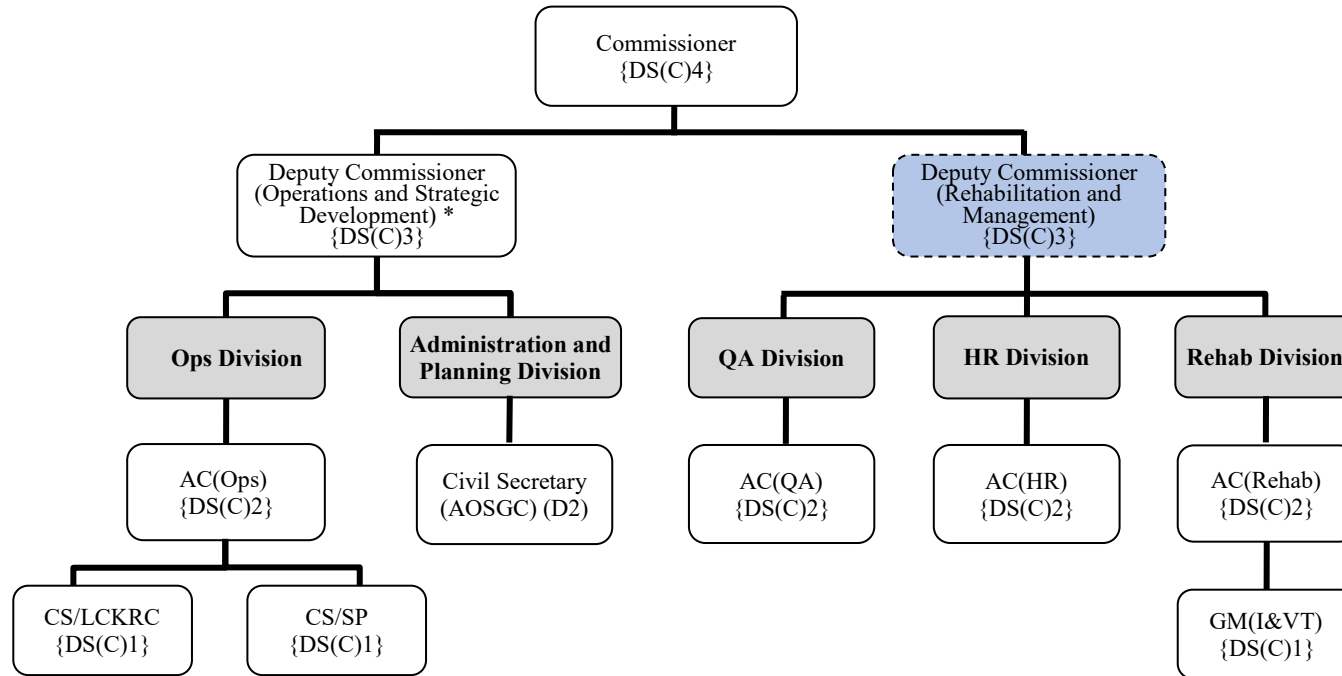 Commissioner
{DS(C)4}
Deputy Commissioner
(Operations and Strategic
Development) *
{DS(C)3}
Deputy Commissioner
(Rehabilitation and
Management)
{DS(C)3}
Ops Division
Administration and
Planning Division
QA Division
HR Division
Rehab Division
AC(Ops)
{DS(C)2}
Civil Secretary
(AOSGC) (D2)
AC(QA)
{DS(C)2}
AC(HR)
{DS(C)2}
AC(Rehab)
{DS(C)2}
CS/LCKRC
{DS(C)1}
CS/SP
{DS(C)1}
GM(I&VT)
{DS(C)1}